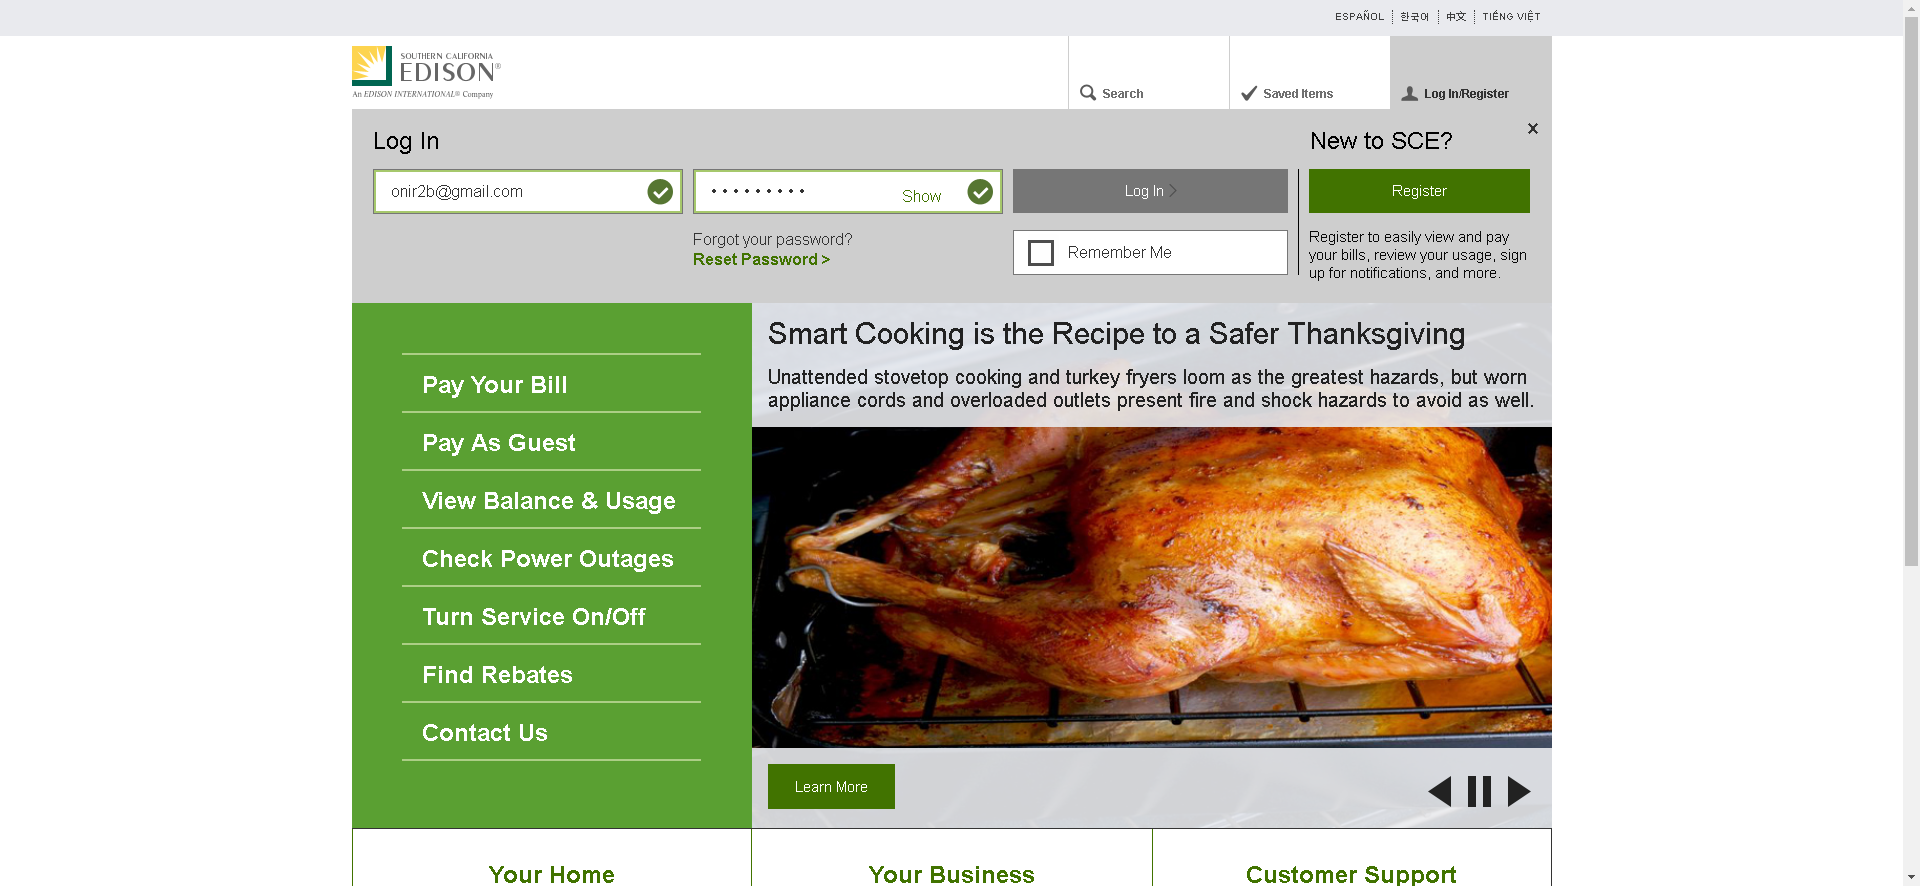 ESPAÑOL 한국어 中文 TIẾNG VIỆT
SOUTHERN CALIFORNIA
EDISON®
An EDISON INTERNATIONAL® Company
Search
Saved Items
Log In/Register
Log In
New to SCE?
onir2b@gmail.com
Show
Log In
Register
Forgot your password?
Reset Password >
Remember Me
Register to easily view and pay
your bills, review your usage, sign
up for notifications, and more.
Pay Your Bill
Pay As Guest
View Balance & Usage
Check Power Outages
Turn Service On/Off
Find Rebates
Contact Us
Smart Cooking is the Recipe to a Safer Thanksgiving
Unattended stovetop cooking and turkey fryers loom as the greatest hazards, but worn
appliance cords and overloaded outlets present fire and shock hazards to avoid as well.
Learn More
Your Home
Your Business
Customer Support